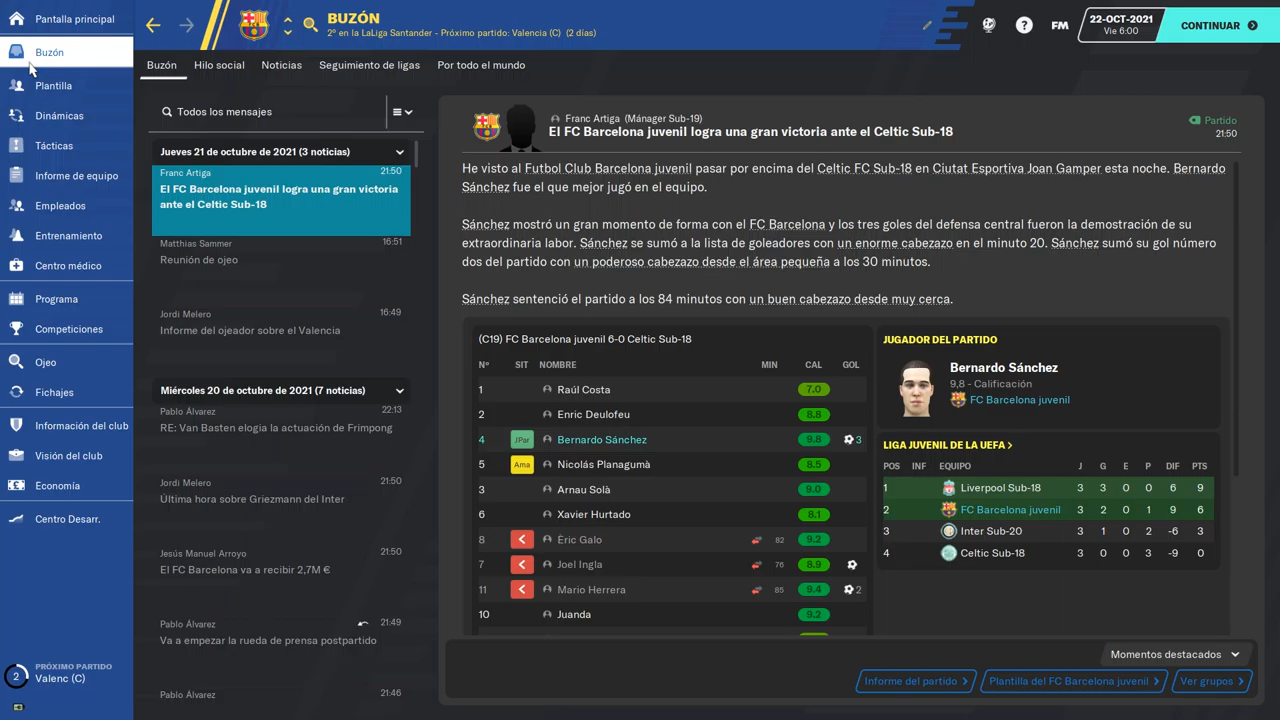 Pantalla principal
Buzón
Plantilla
Dinámicas
Tácticas
Informe de equipo
Empleados
Entrenamiento
Centro médico
Programa
Competiciones
Ojeo
Fichajes
Información del club
Visión del club
Economía
Centro Desarr.
2
PRÓXIMO PARTIDO
Valenc (C)
BUZÓN
2º en la LaLiga Santander - Próximo partido: Valencia (C) (2 días)
FM
22-OCT-2021
Vie 6:00
CONTINUAR
Buzón Hilo social Noticias Seguimiento de ligas Por todo el mundo
Todos los mensajes
Jueves 21 de octubre de 2021 (3 noticias)
Franc Artiga 21:50
El FC Barcelona juvenil logra una gran victoria
ante el Celtic Sub-18
Matthias Sammer 16:51
Reunión de ojeo
Jordi Melero 16:49
Informe del ojeador sobre el Valencia
Miércoles 20 de octubre de 2021 (7 noticias)
Pablo Álvarez 22:13
RE: Van Basten elogia la actuación de Frimpong
Jordi Melero 21:50
Última hora sobre Griezmann del Inter
Jesús Manuel Arroyo 21:50
El FC Barcelona va a recibir 2,7M €
Pablo Álvarez 21:49
Va a empezar la rueda de prensa postpartido
Pablo Álvarez 21:46
Franc Artiga (Mánager Sub-19)
El FC Barcelona juvenil logra una gran victoria ante el Celtic Sub-18
Partido
21:50
He visto al Futbol Club Barcelona juvenil pasar por encima del Celtic FC Sub-18 en Ciutat Esportiva Joan Gamper esta noche. Bernardo
Sánchez fue el que mejor jugó en el equipo.
Sánchez mostró un gran momento de forma con el FC Barcelona y los tres goles del defensa central fueron la demostración de su
extraordinaria labor. Sánchez se sumó a la lista de goleadores con un enorme cabezazo en el minuto 20. Sánchez sumó su gol número
dos del partido con un poderoso cabezazo desde el área pequeña a los 30 minutos.
Sánchez sentenció el partido a los 84 minutos con un buen cabezazo desde muy cerca.
(C19) FC Barcelona juvenil 6-0 Celtic Sub-18
Nº SIT NOMBRE MIN CAL GOL
1 Raúl Costa 7.0
2 Enric Deulofeu 8.8
4 JPar Bernardo Sánchez 9.8 3
5 Ama Nicolás Planagumà 8.5
3 Arnau Solà 9.0
6 Xavier Hurtado 8.1
8 Èric Galo 82 9.2
7 Joel Ingla 76 8.9
11 Mario Herrera 85 9.4 2
10 Juanda 9.2
JUGADOR DEL PARTIDO
Bernardo Sánchez
9,8 - Calificación
FC Barcelona juvenil
LIGA JUVENIL DE LA UEFA
POS INF EQUIPO J G E P DIF PTS
1 Liverpool Sub-18 3 3 0 0 6 9
2 FC Barcelona juvenil 3 2 0 1 9 6
3 Inter Sub-20 3 1 0 2 -6 3
4 Celtic Sub-18 3 0 0 3 -9 0
Momentos destacados
Informe del partido Plantilla del FC Barcelona juvenil Ver grupos